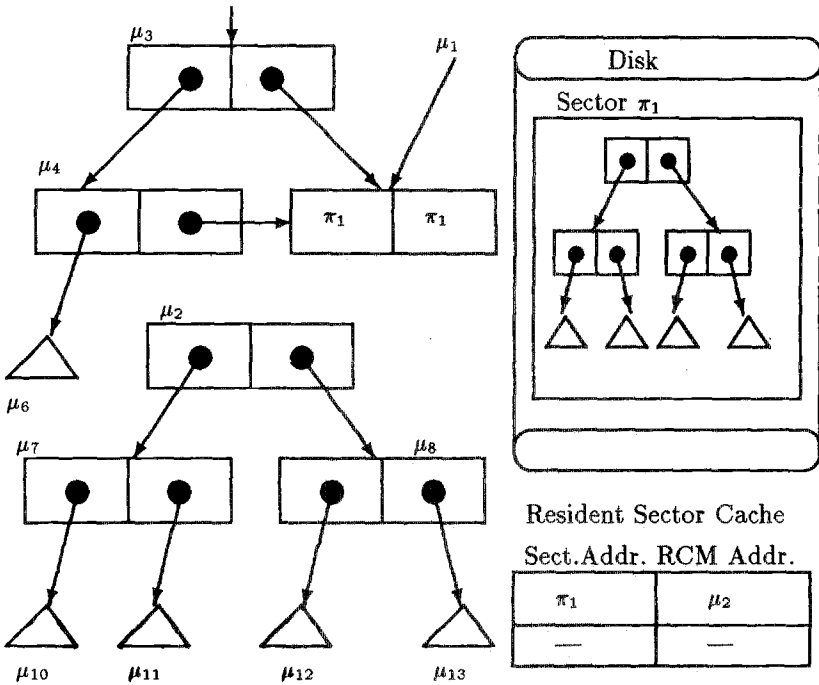 μ3
μ1
μ4
π1 π1
μ6
μ2
μ7
μ8
μ10
μ11
μ12
μ13
Disk
Sector π1
Resident Sector Cache
Sect.Addr. RCM Addr.
π1 μ2
— —